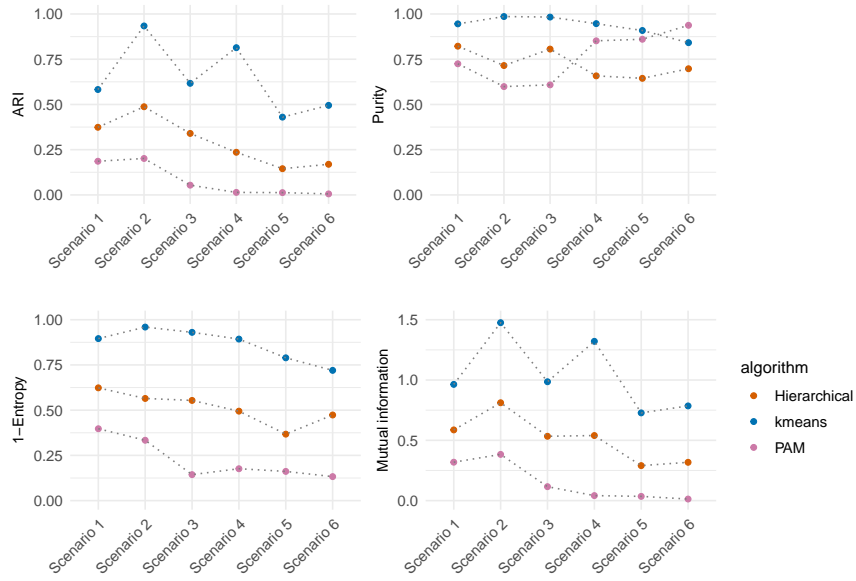 1.00
0.75
0.50
0.25
0.00
ARI
Scenario 1
Scenario 2
Scenario 3
Scenario 4
Scenario 5
Scenario 6
1.00
0.75
0.50
0.25
0.00
Purity
Scenario 1
Scenario 2
Scenario 3
Scenario 4
Scenario 5
Scenario 6
1.00
0.75
0.50
0.25
0.00
1−Entropy
Scenario 1
Scenario 2
Scenario 3
Scenario 4
Scenario 5
Scenario 6
1.5
1.0
0.5
0.0
Mutual information
Scenario 1
Scenario 2
Scenario 3
Scenario 4
Scenario 5
Scenario 6
algorithm
Hierarchical
kmeans
PAM